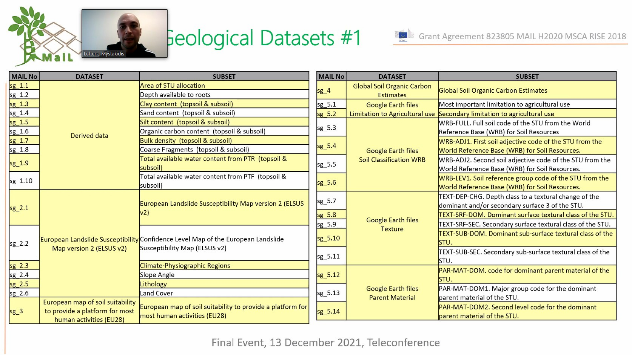 MAIL
Geological Datasets #1
Grant Agreement 823805 MAIL H2020 MSCA RISE 2018
MAIL No DATASET SUBSET
sg_1.1 Area of STU allocation
sg_1.2 Depth available to roots
sg_1.3 Clay content (topsoil & subsoil)
sg_1.4 Sand content (topsoil & subsoil)
sg_1.5 Silt content (topsoil & subsoil)
sg_1.6 Organic carbon content (topsoil & subsoil)
sg_1.7 Bulk density (topsoil & subsoil)
sg_1.8 Coarse Fragments (topsoil & subsoil)
Derived data
sg_1.9 Total available water content from PTR (topsoil &
subsoil)
sg_1.10 Total available water content from PTF (topsoil &
subsoil)
sg_2.1 European Landslide Susceptibility Map version 2 (ELSUS
v2)
European Landslide Susceptibility
Map version 2 (ELSUS v2)
sg_2.2 Confidence Level Map of the European Landslide
Susceptibility Map (ELSUS v2)
sg_2.3 Climate-Physiographic Regions
sg_2.4 Slope Angle
sg_2.5 Lithology
sg_2.6 Land Cover
sg_3 European map of soil suitability
to provide a platform for most
human activities (EU28)
European map of soil suitability to provide a platform for
most human activities (EU28)
MAIL No DATASET SUBSET
sg_4 Global Soil Organic Carbon
Estimates
Global Soil Organic Carbon Estimates
sg_5.1 Google Earth files Most important limitation to agricultural use
sg_5.2 Limitation to Agricultural use Secondary limitation to agricultural use
sg_5.3 WRB-FULL. Full soil code of the STU from the World
Reference Base (WRB) for Soil Resources
sg_5.4 WRB-ADJ1. First soil adjective code of the STU from the
World Reference Base (WRB) for Soil Resources.
Google Earth files
Soil Classification WRB
sg_5.5 WRB-ADJ2. Second soil adjective code of the STU from the
World Reference Base (WRB) for Soil Resources.
sg_5.6 WRB-LEV1. Soil reference group code of the STU from the
World Reference Base (WRB) for Soil Resources.
sg_5.7 TEXT-DEP-CHG. Depth class to a textural change of the
dominant and/or secondary surface 3 of the STU.
sg_5.8 TEXT-SRF-DOM. Dominant surface textural class of the STU.
sg_5.9 TEXT-SRF-SEC. Secondary surface textural class of the STU.
Google Earth files
Texture
sg_5.10 TEXT-SUB-DOM. Dominant sub-surface textural class of the
STU.
sg_5.11 TEXT-SUB-SEC. Secondary sub-surface textural class of the
STU.
sg_5.12 PAR-MAT-DOM. code for dominant parent material of the
STU.
Google Earth files
Parent Material
sg_5.13 PAR-MAT-DOM1. Major group code for the dominant
parent material of the STU.
sg_5.14 PAR-MAT-DOM2. Second level code for the dominant
parent material of the STU.
Final Event, 13 December 2021, Teleconference